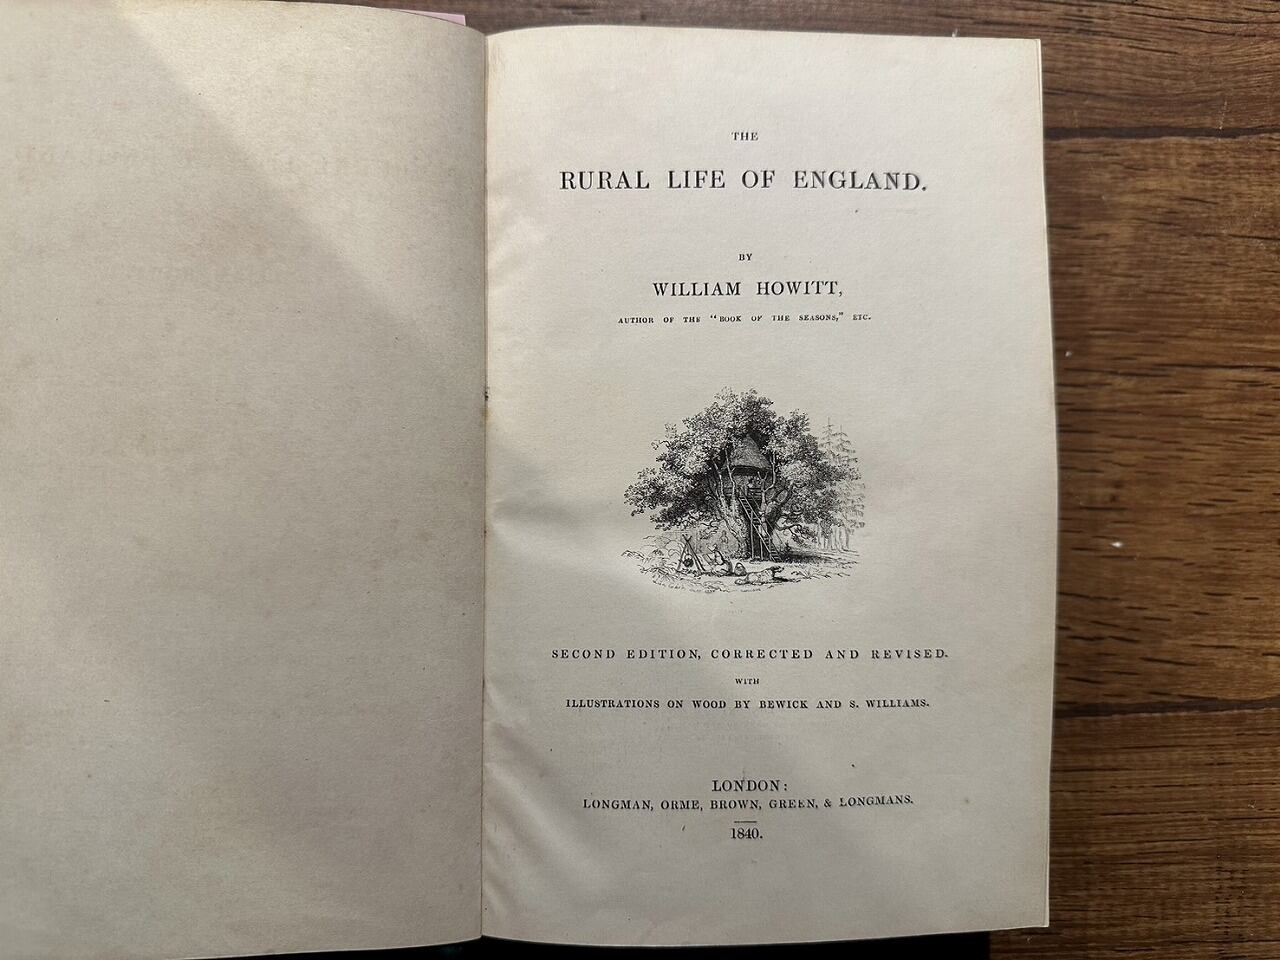 THE
RURAL LIFE OF ENGLAND.
BY
WILLIAM HOWITT,
AUTHOR OF THE "BOOK OF THE SEASONS," ETC.
SECOND EDITION, CORRECTED AND REVISED.
WITH
ILLUSTRATIONS ON WOOD BY BEWICK AND S. WILLIAMS.
LONDON:
LONGMAN, ORME, BROWN, GREEN, & LONGMANS.
1840.